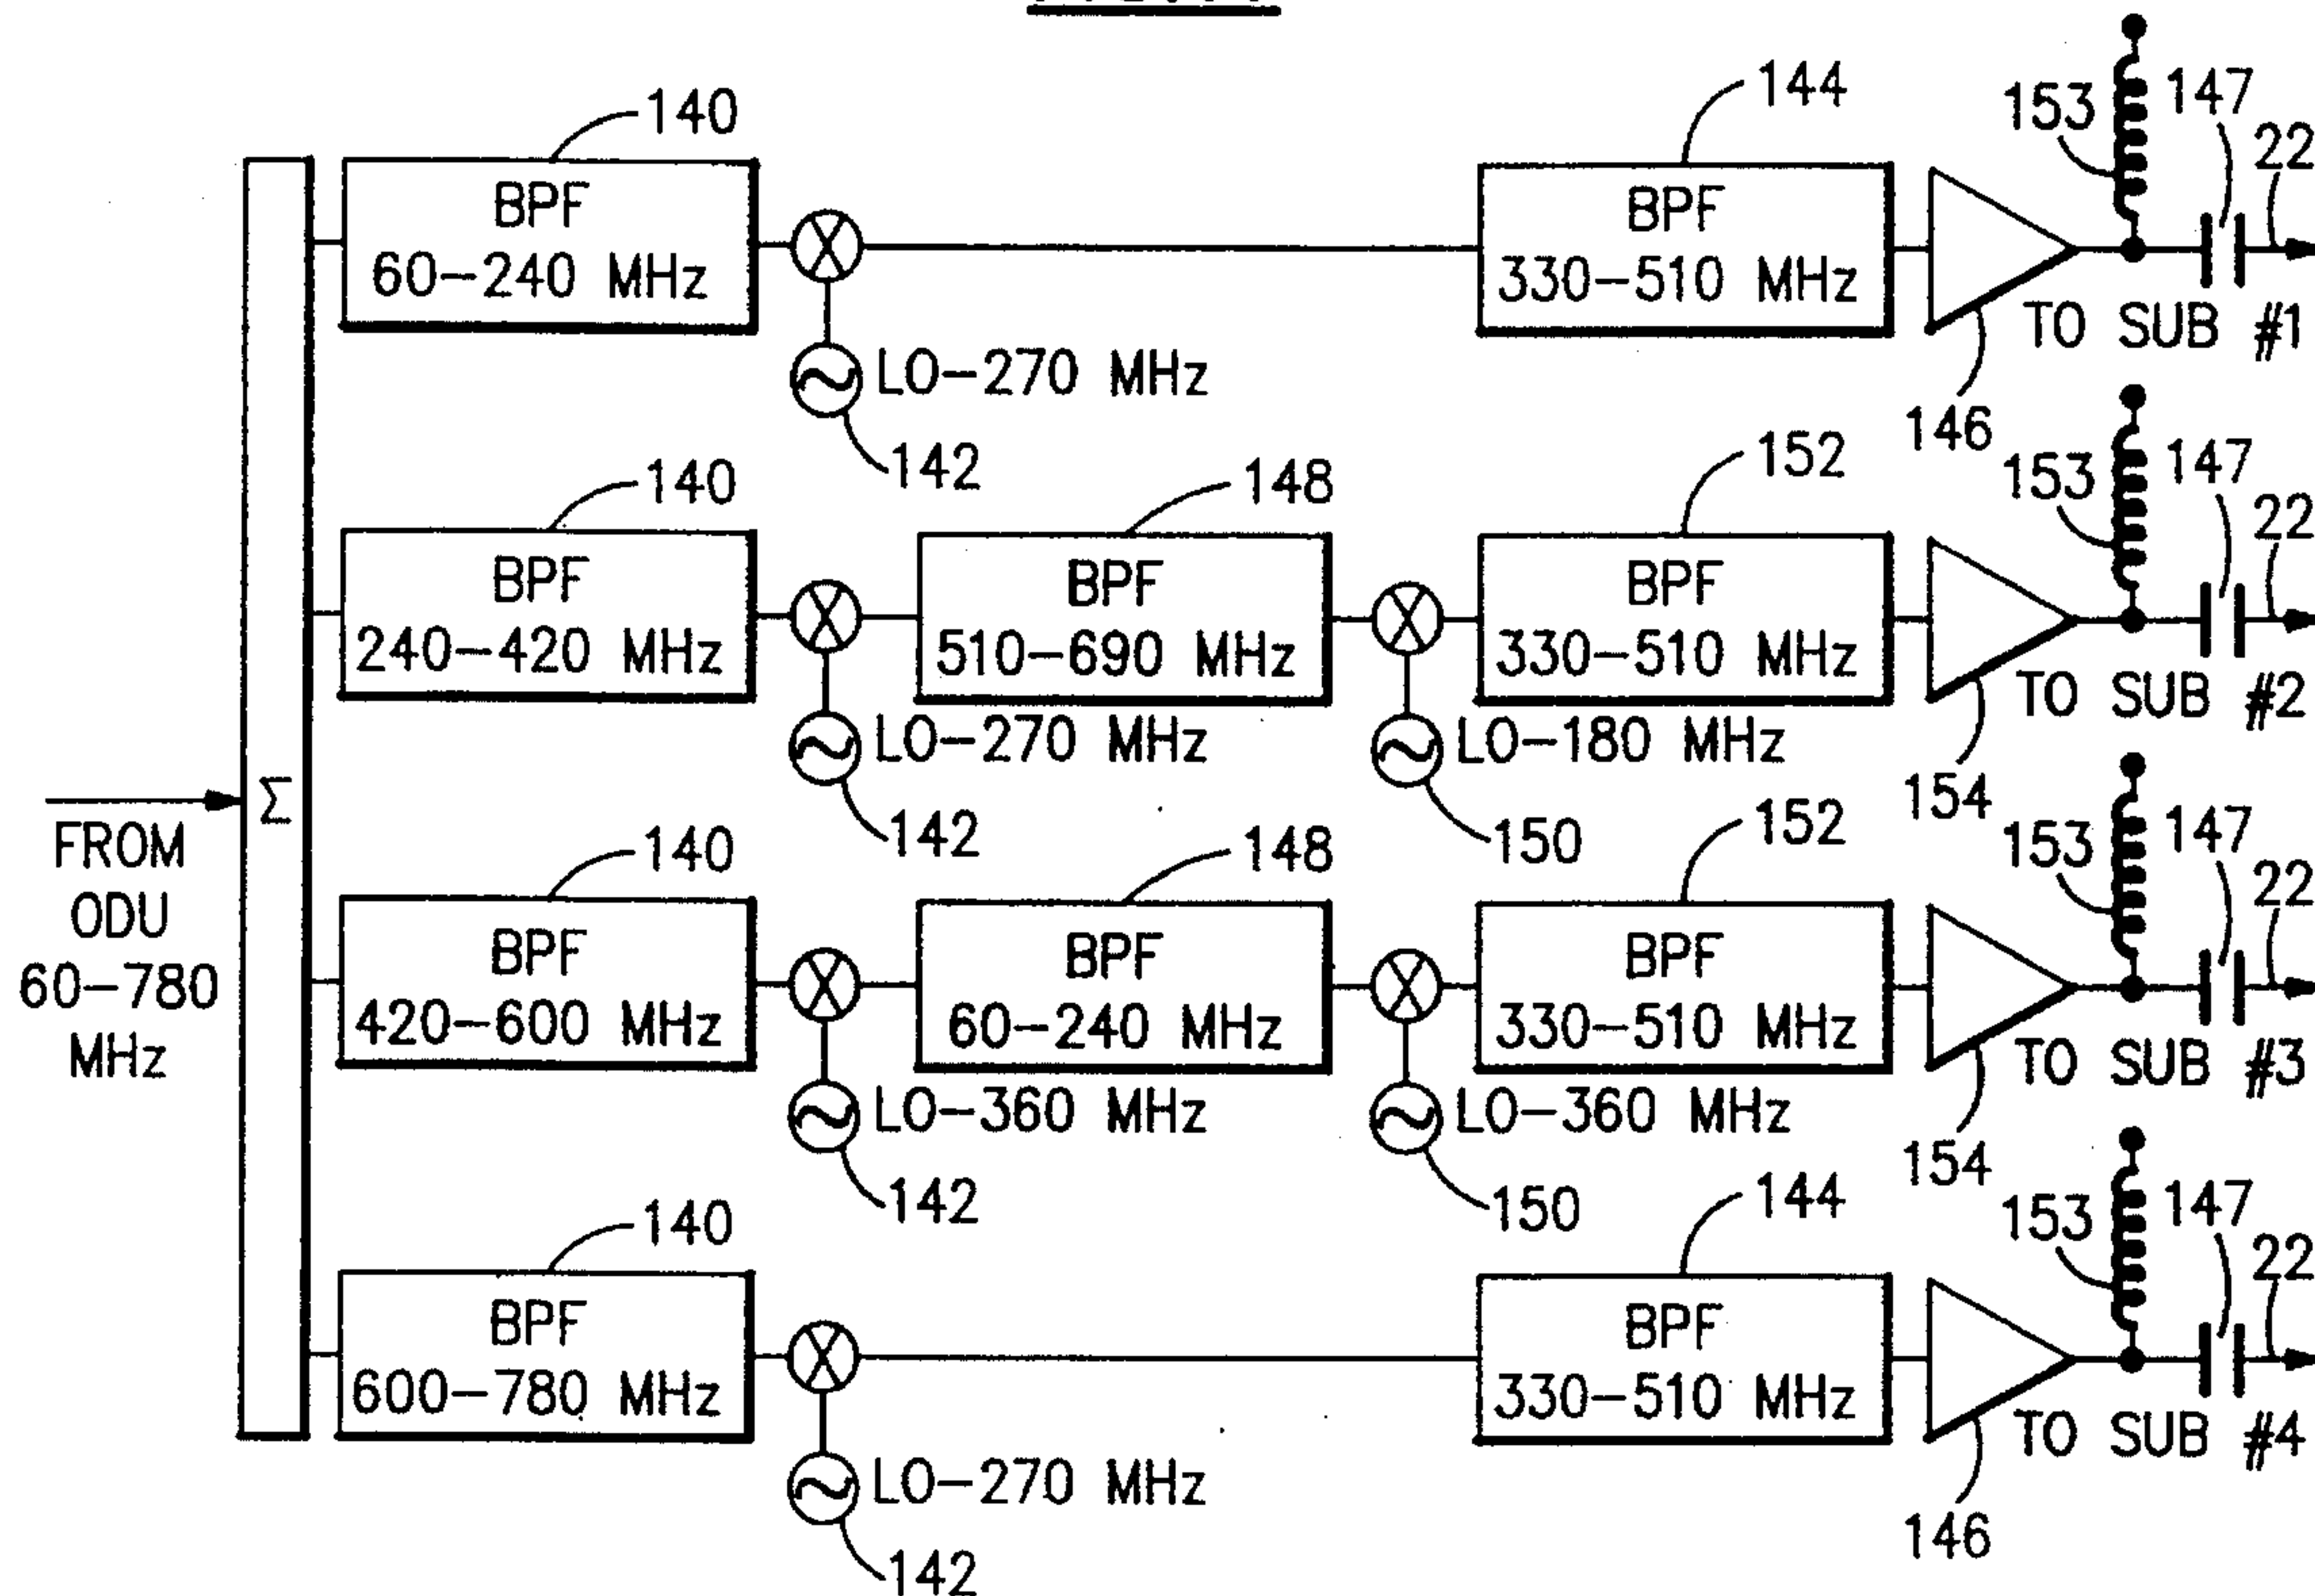 140
144
153
147
22
BPF
60-240 MHz
BPF
330-510 MHz
LO-270 MHz
TO SUB #1
142
146
140
148
152
153
147
22
BPF
240-420 MHz
BPF
510-690 MHz
BPF
330-510 MHz
LO-270 MHz
LO-180 MHz
TO SUB #2
142
150
154
Σ
FROM
ODU
60-780
MHz
140
148
152
153
147
22
BPF
420-600 MHz
BPF
60-240 MHz
BPF
330-510 MHz
LO-360 MHz
LO-360 MHz
TO SUB #3
142
150
154
140
144
153
147
22
BPF
600-780 MHz
BPF
330-510 MHz
LO-270 MHz
TO SUB #4
142
146